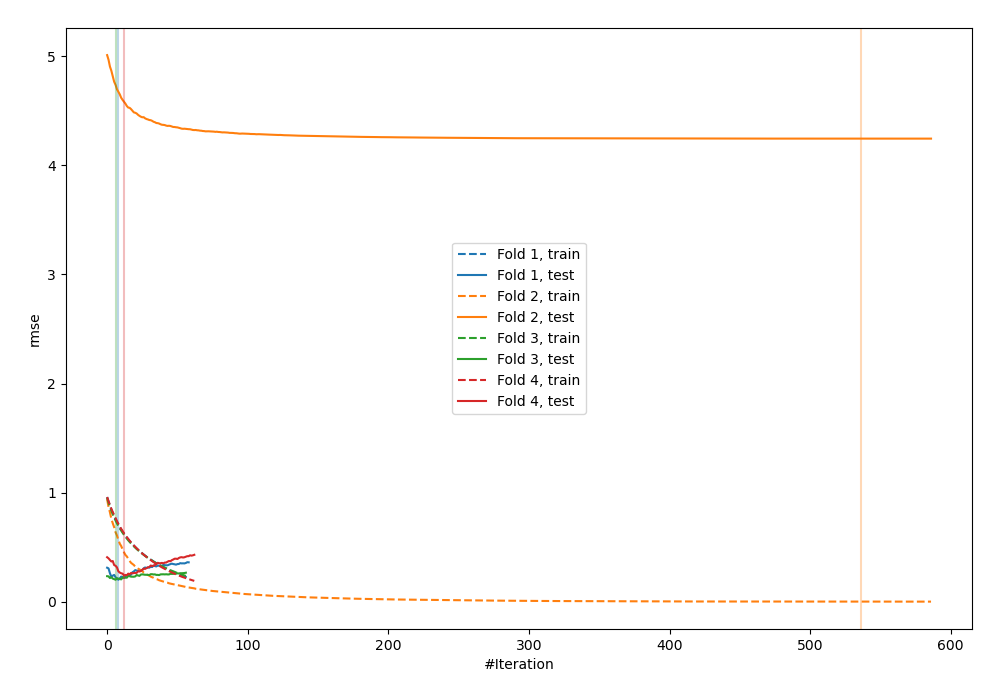 5
4
3
2
1
0
rmse
Fold 1, train
Fold 1, test
Fold 2, train
Fold 2, test
Fold 3, train
Fold 3, test
Fold 4, train
Fold 4, test
0 100 200 300 400 500 600
#Iteration